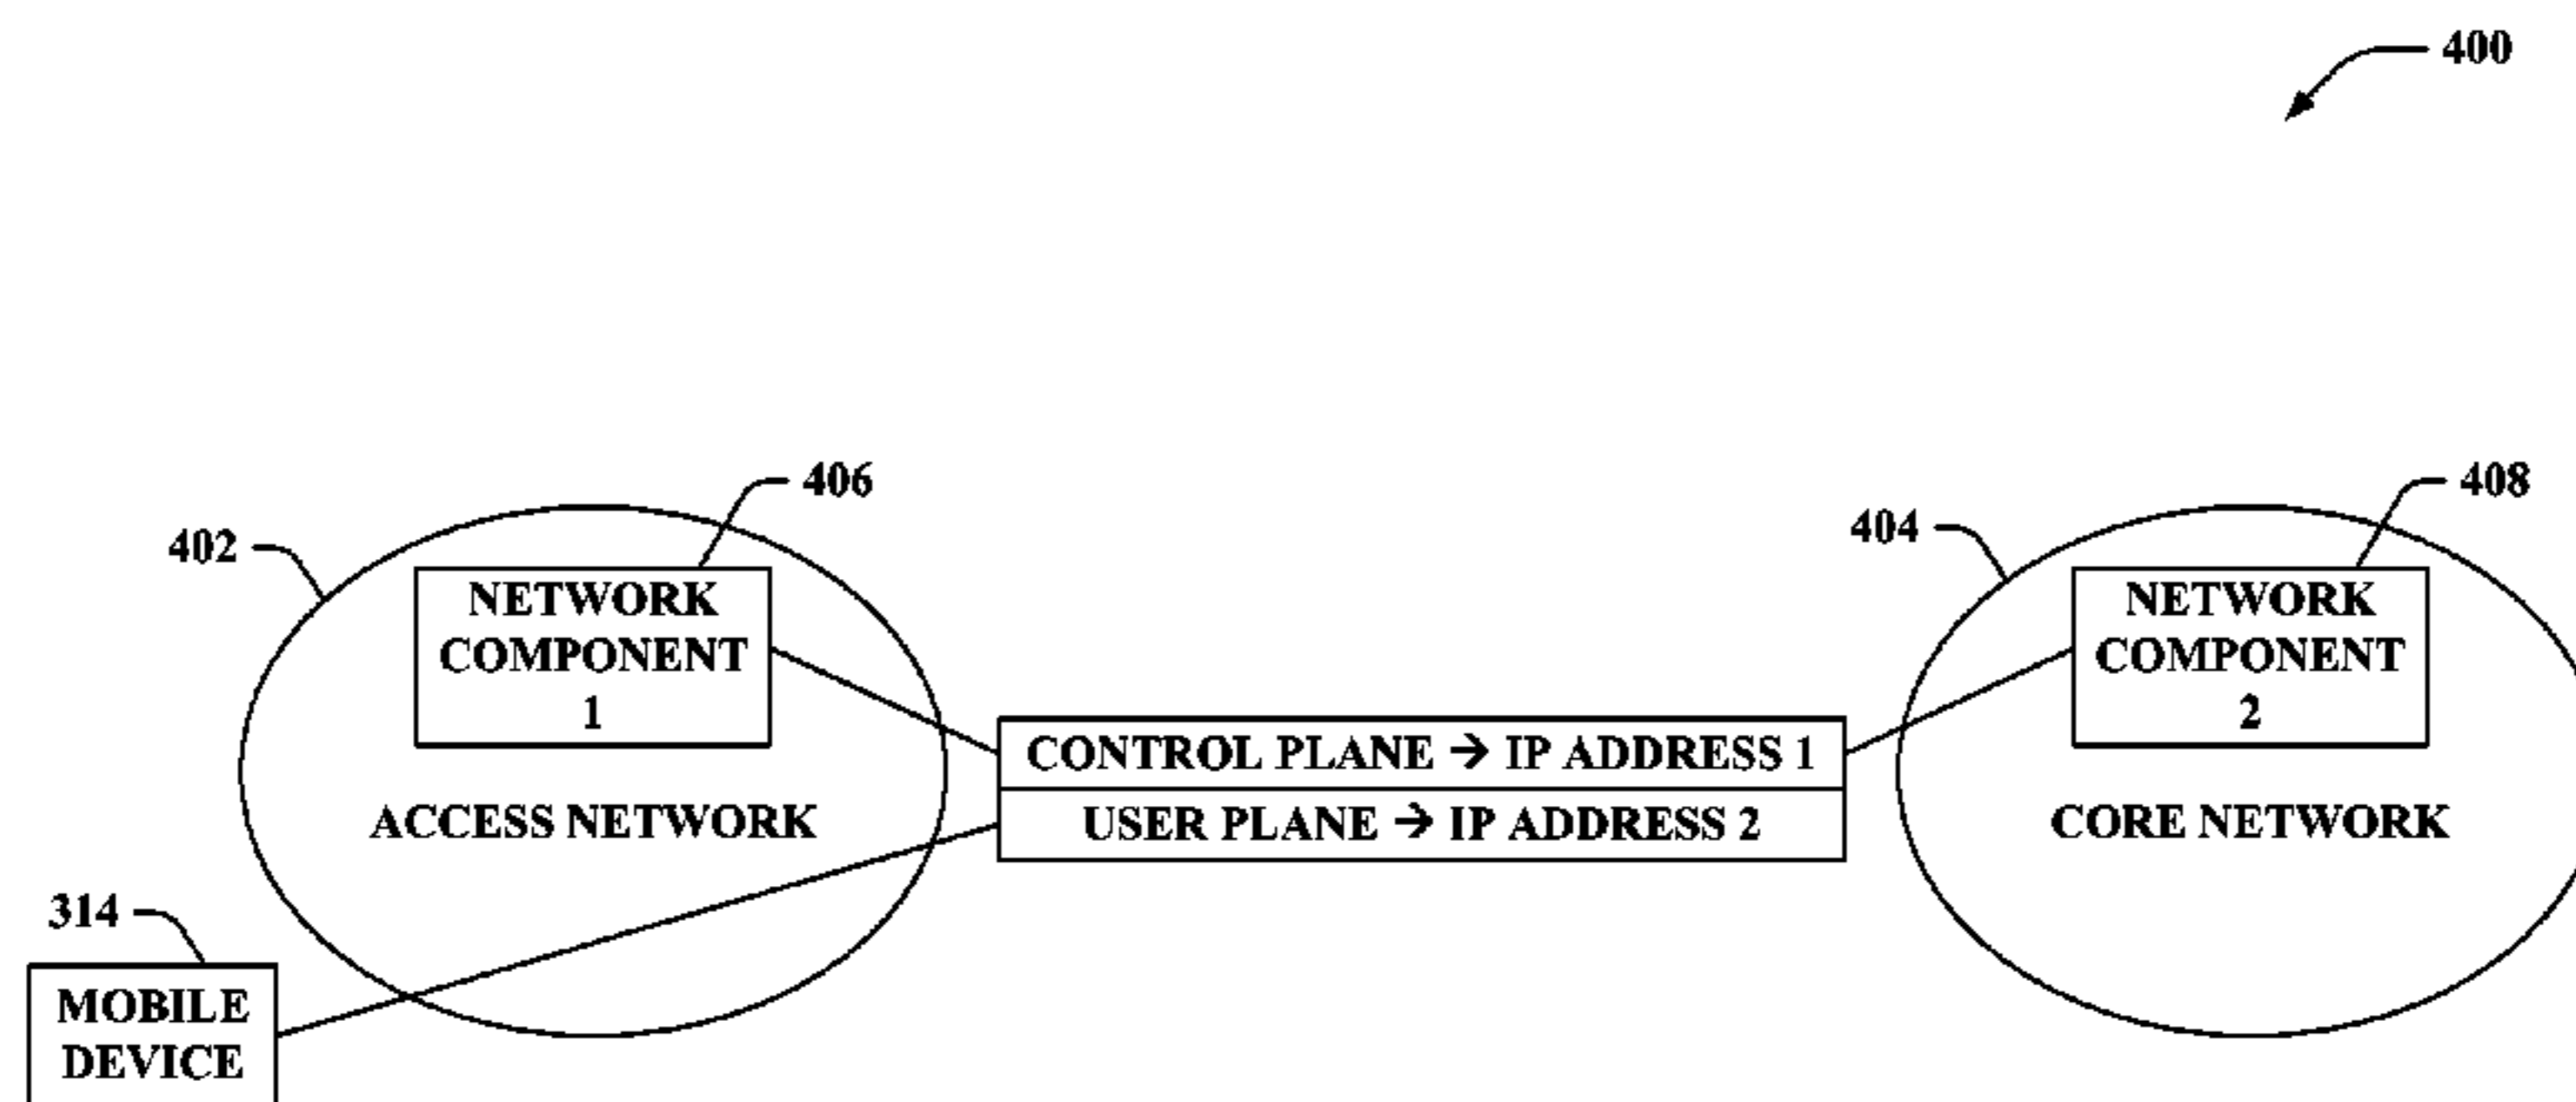 400
406
408
402
404
NETWORK
COMPONENT
1
NETWORK
COMPONENT
2
CONTROL PLANE → IP ADDRESS 1
ACCESS NETWORK
USER PLANE → IP ADDRESS 2
CORE NETWORK
314
MOBILE
DEVICE